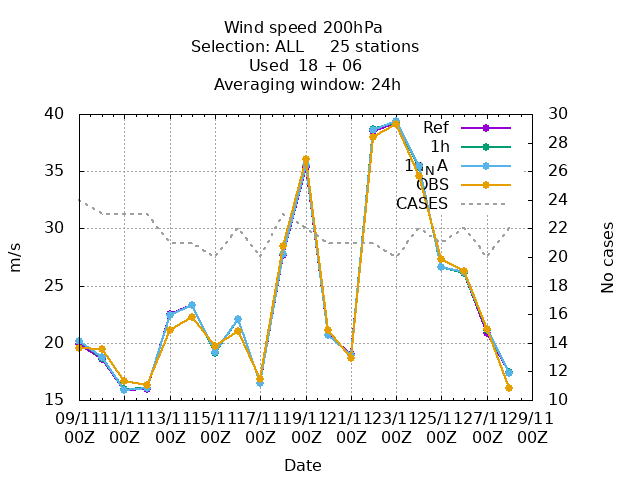 Wind speed 200hPa
Selection: ALL 25 stations
Used 18 + 06
Averaging window: 24h
40 30
28
35 26
24
30 22
20
25 18
16
20 14
12
15 10
Ref
1h
OBS
CASES
m/s
No cases
09/11 11/11 13/11 15/11 17/11 19/11 21/11 23/11 25/11 27/11 29/11
00Z 00Z 00Z 00Z 00Z 00Z 00Z 00Z 00Z 00Z 00Z
Date